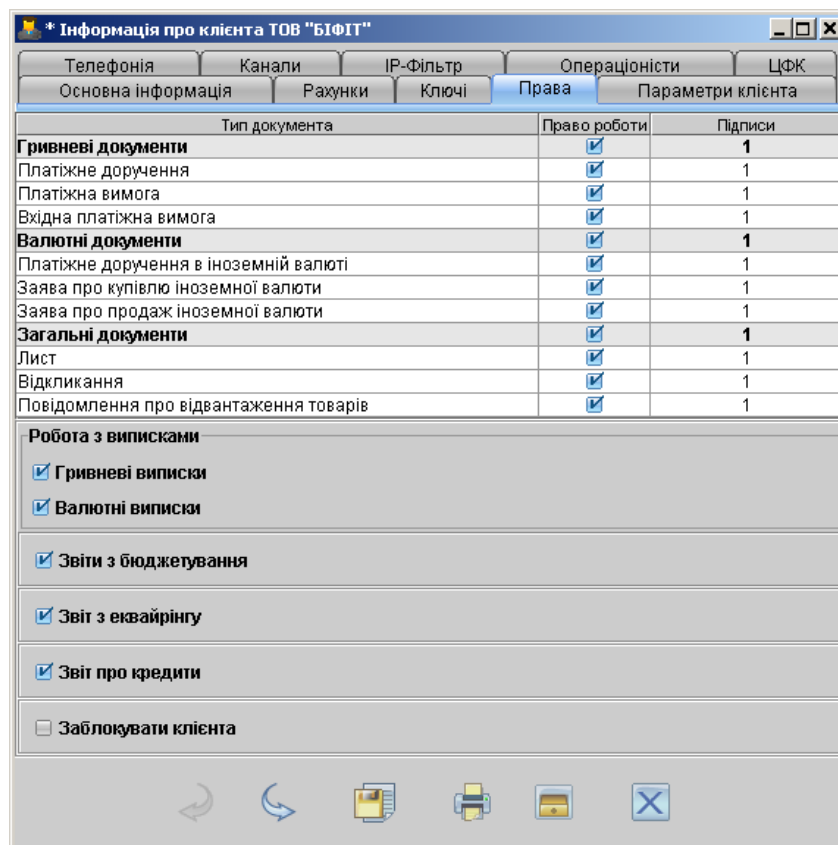 * Інформація про клієнта ТОВ "БІФІТ"
Телефонія Канали IP-Фільтр Операціоністи ЦФК
Основна інформація Рахунки Ключі Права Параметри клієнта
Тип документа Право роботи Підписи
Гривневі документи 1
Платіжне доручення 1
Платіжна вимога 1
Вхідна платіжна вимога 1
Валютні документи 1
Платіжне доручення в іноземній валюті 1
Заява про купівлю іноземної валюти 1
Заява про продаж іноземної валюти 1
Загальні документи 1
Лист 1
Відкликання 1
Повідомлення про відвантаження товарів 1
Робота з виписками
Гривневі виписки
Валютні виписки
Звіти з бюджетування
Звіт з еквайрінгу
Звіт про кредити
Заблокувати клієнта